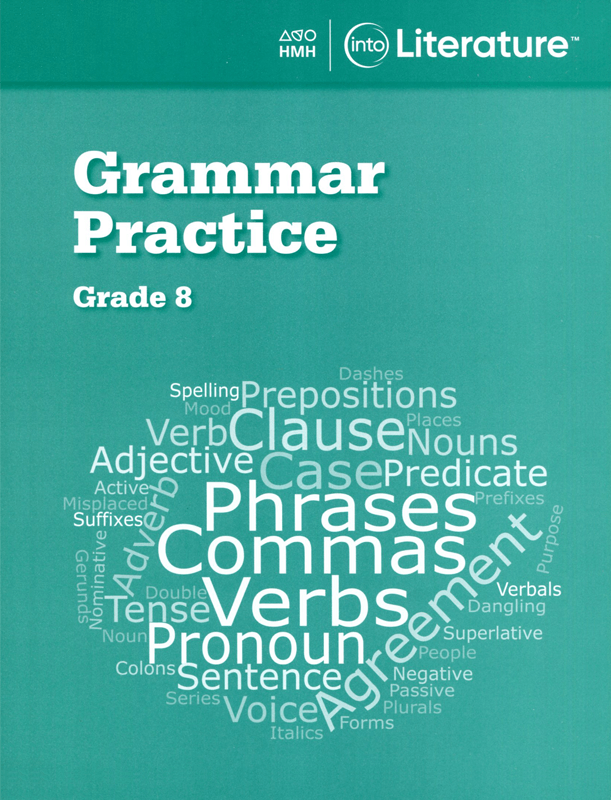 HMH
into Literature™
Grammar
Practice
Grade 8
Dashes
Spelling Prepositions
Mood
Places
Verb Clause Nouns
Adjective Case Predicate
Active
Misplaced
Suffixes
Adverb
Phrases
Prefixes
Commas
Purpose
Gerunds
Nominative
Double
Tense Verbs
Agreement
Verbals
Dangling
Noun
Pronoun
Superlative
People
Colons
Sentence
Negative
Passive
Series
Voice
Plurals
Forms
Italics